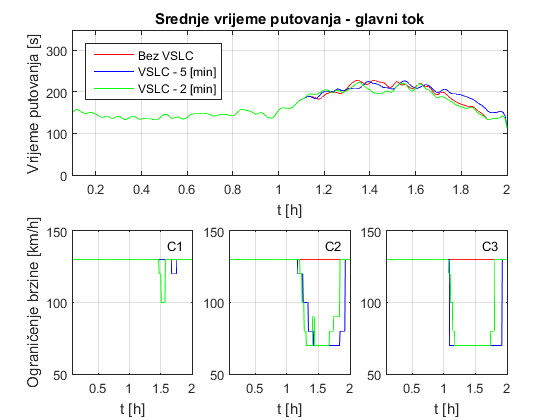 Srednje vrijeme putovanja - glavni tok
Vrijeme putovanja [s]
300
200
100
0
Bez VSLC
VSLC - 5 [min]
VSLC - 2 [min]
0.2 0.4 0.6 0.8 1 1.2 1.4 1.6 1.8 2
t [h]
Ograničenje brzine [km/h]
150
100
50
C1
0.5 1 1.5 2
t [h]
150
100
50
C2
0.5 1 1.5 2
t [h]
150
100
50
C3
0.5 1 1.5 2
t [h]